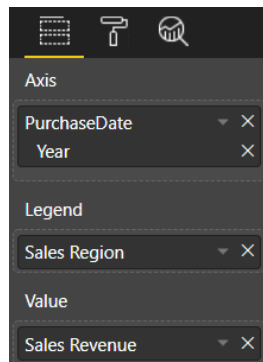 Axis
PurchaseDate
Year
Legend
Sales Region
Value
Sales Revenue